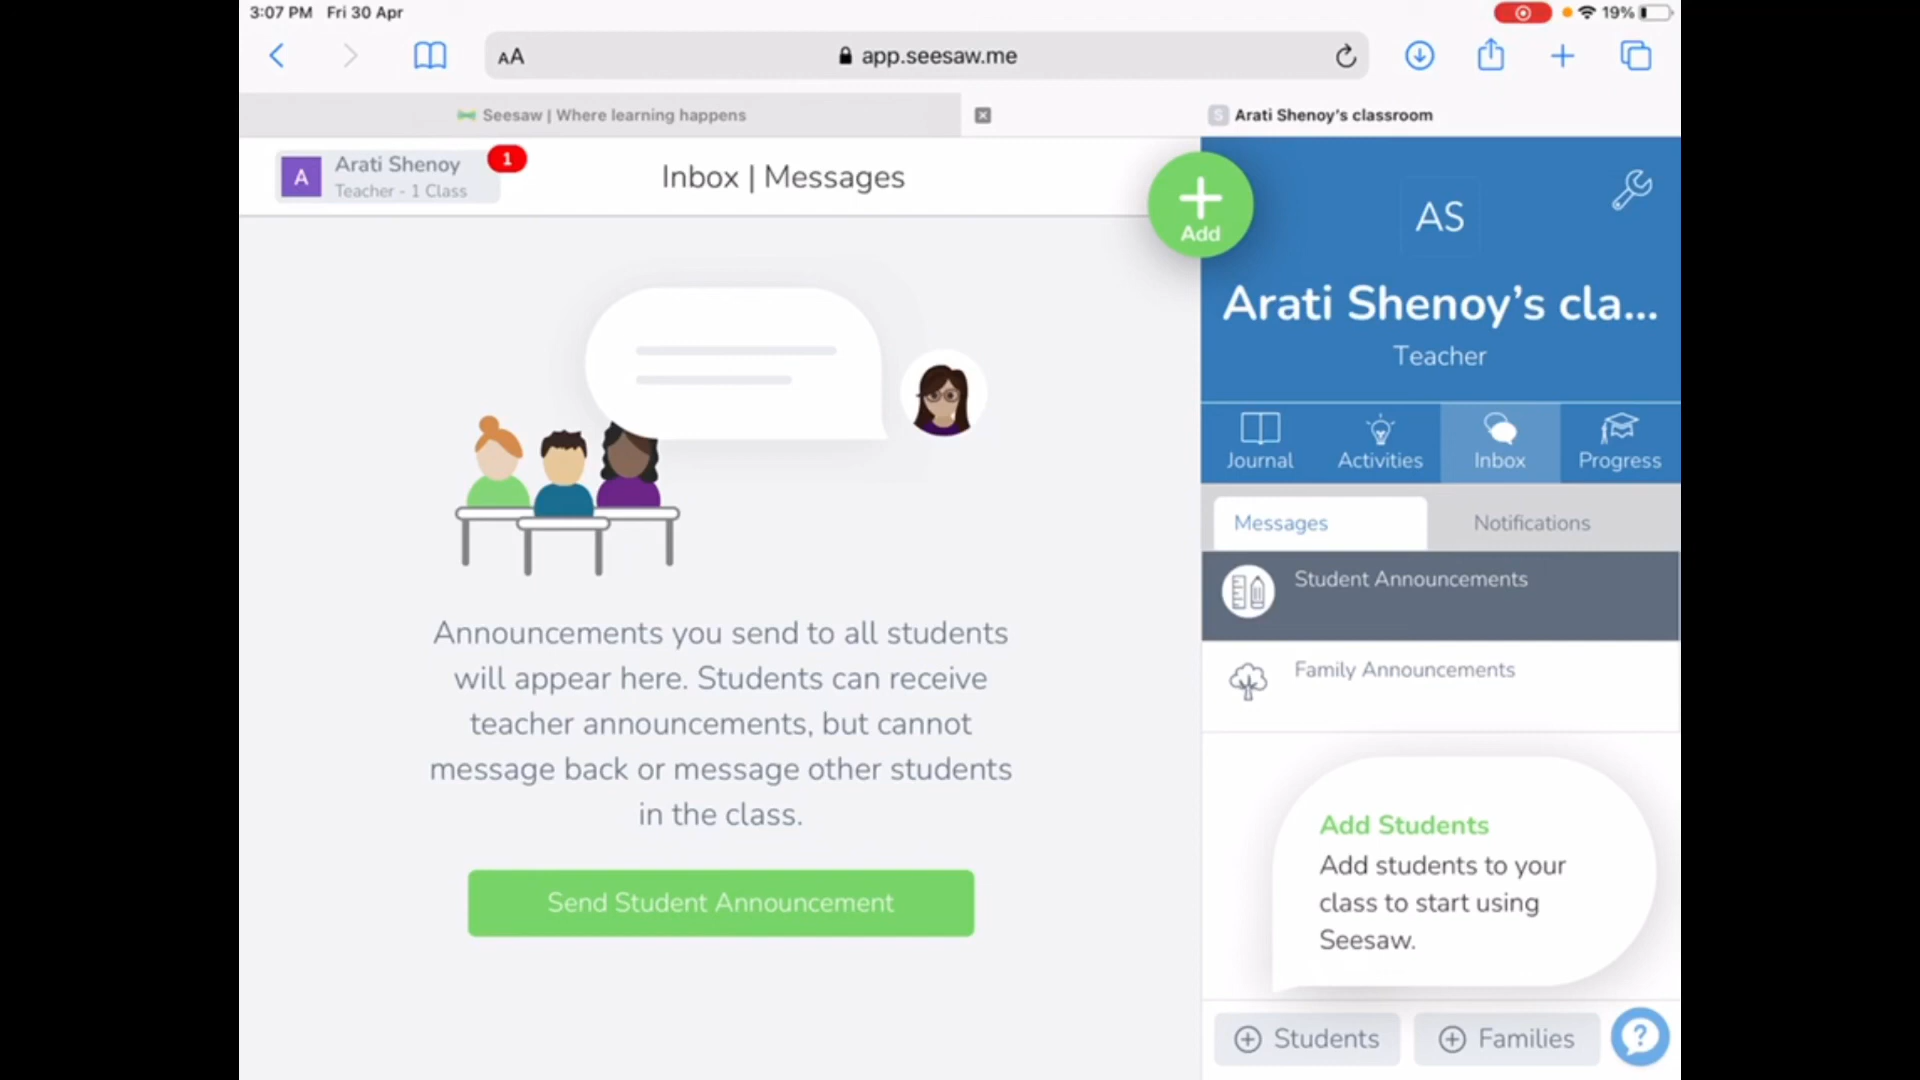 3:07 PM Fri 30 Apr
19%
AA
app.seesaw.me
Seesaw | Where learning happens
S
Arati Shenoy's classroom
A
Arati Shenoy
Teacher - 1 Class
1
Inbox | Messages
Add
AS
Arati Shenoy's cla...
Teacher
Journal
Activities
Inbox
Progress
Messages
Notifications
Student Announcements
Family Announcements
Announcements you send to all students
will appear here. Students can receive
teacher announcements, but cannot
message back or message other students
in the class.
Send Student Announcement
Add Students
Add students to your
class to start using
Seesaw.
Students
Families
?